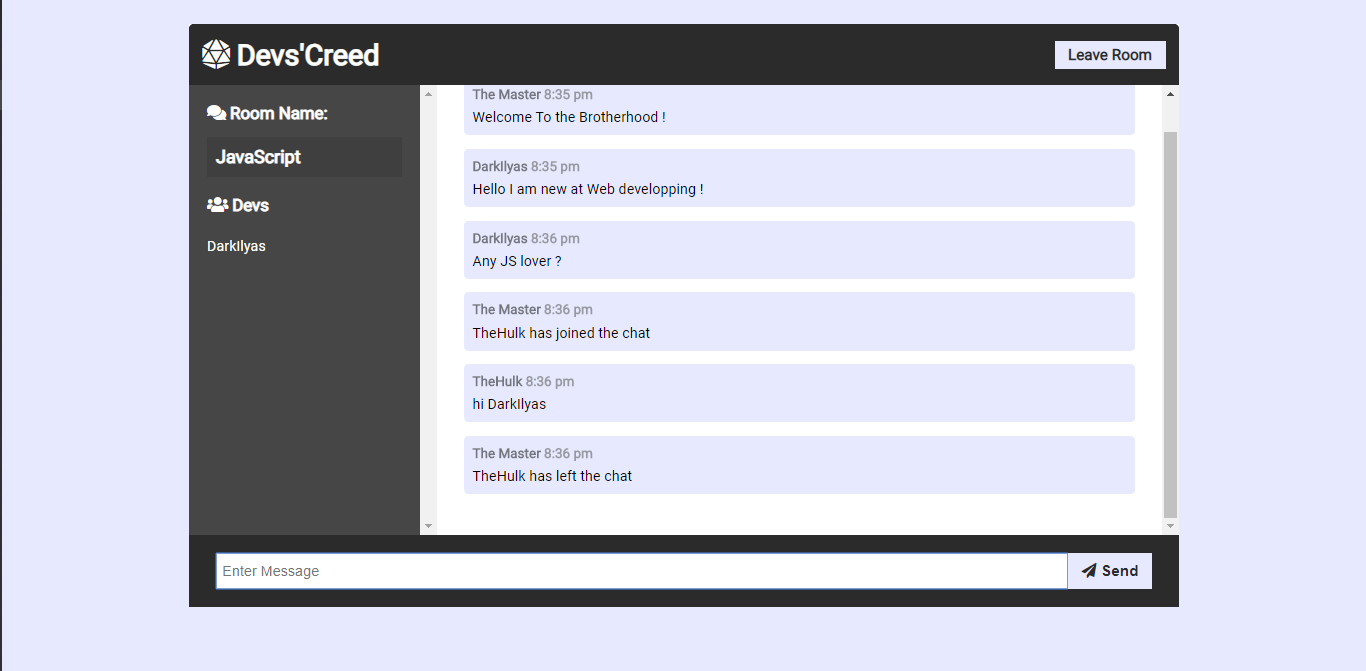 Devs'Creed
Leave Room
Room Name:
JavaScript
Devs
DarkIlyas
The Master 8:35 pm
Welcome To the Brotherhood !
DarkIlyas 8:35 pm
Hello I am new at Web developping !
DarkIlyas 8:36 pm
Any JS lover ?
The Master 8:36 pm
TheHulk has joined the chat
TheHulk 8:36 pm
hi DarkIlyas
The Master 8:36 pm
TheHulk has left the chat
Enter Message
Send